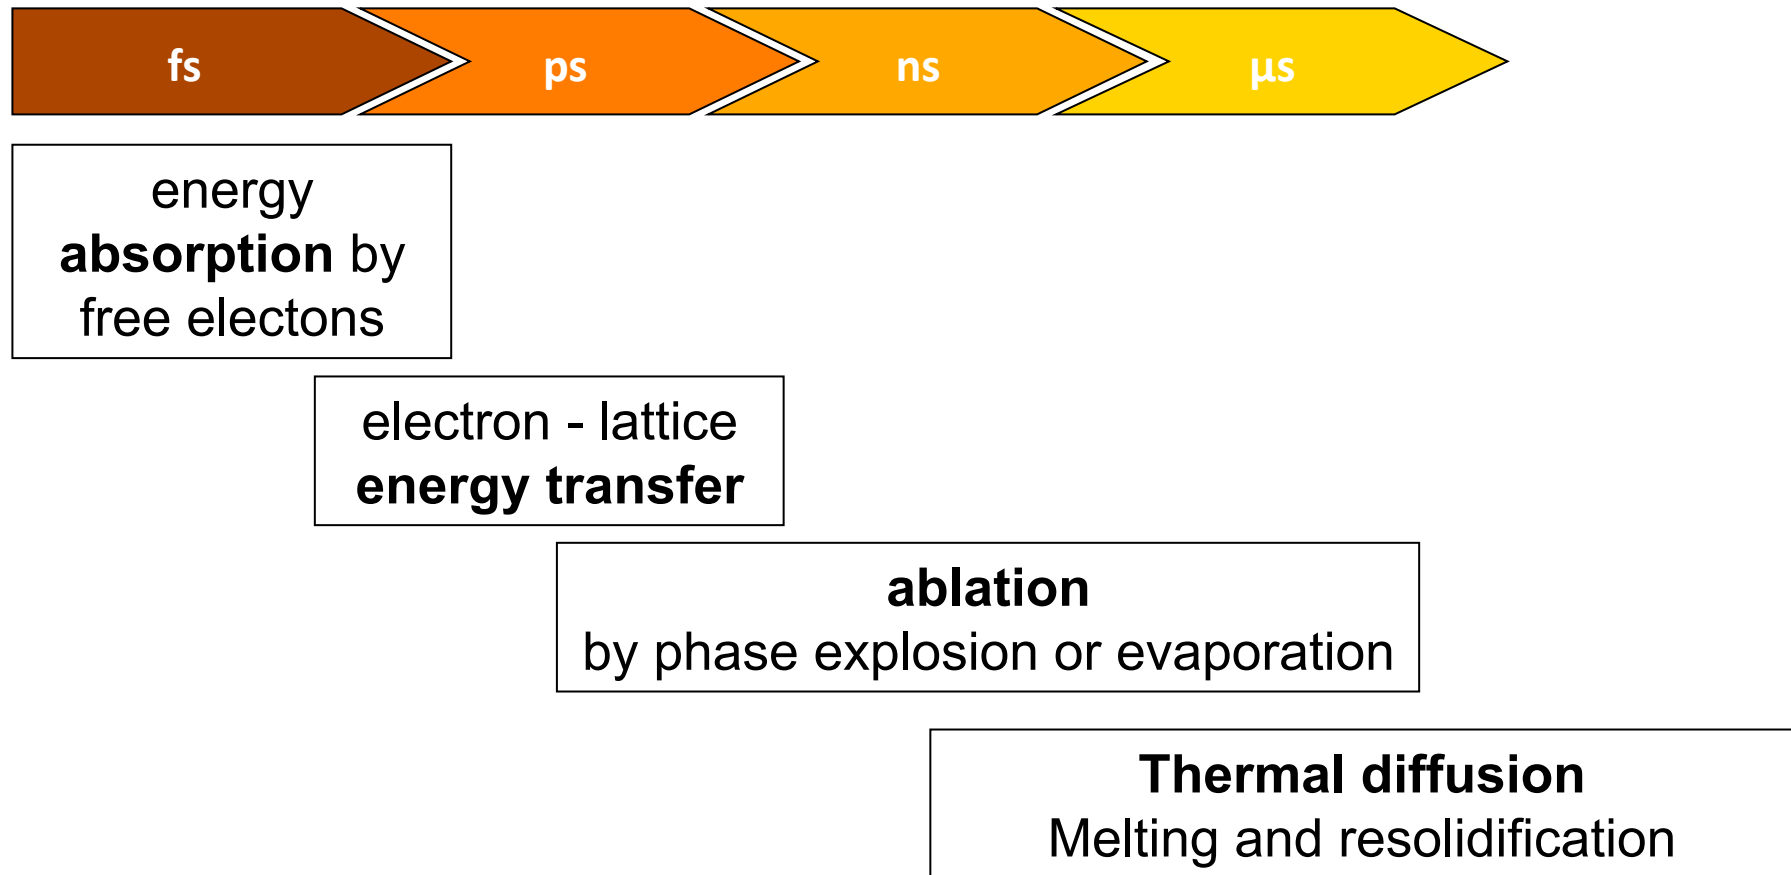 fs
ps
ns
µs
energy
absorption by
free electons
electron - lattice
energy transfer
ablation
by phase explosion or evaporation
Thermal diffusion
Melting and resolidification